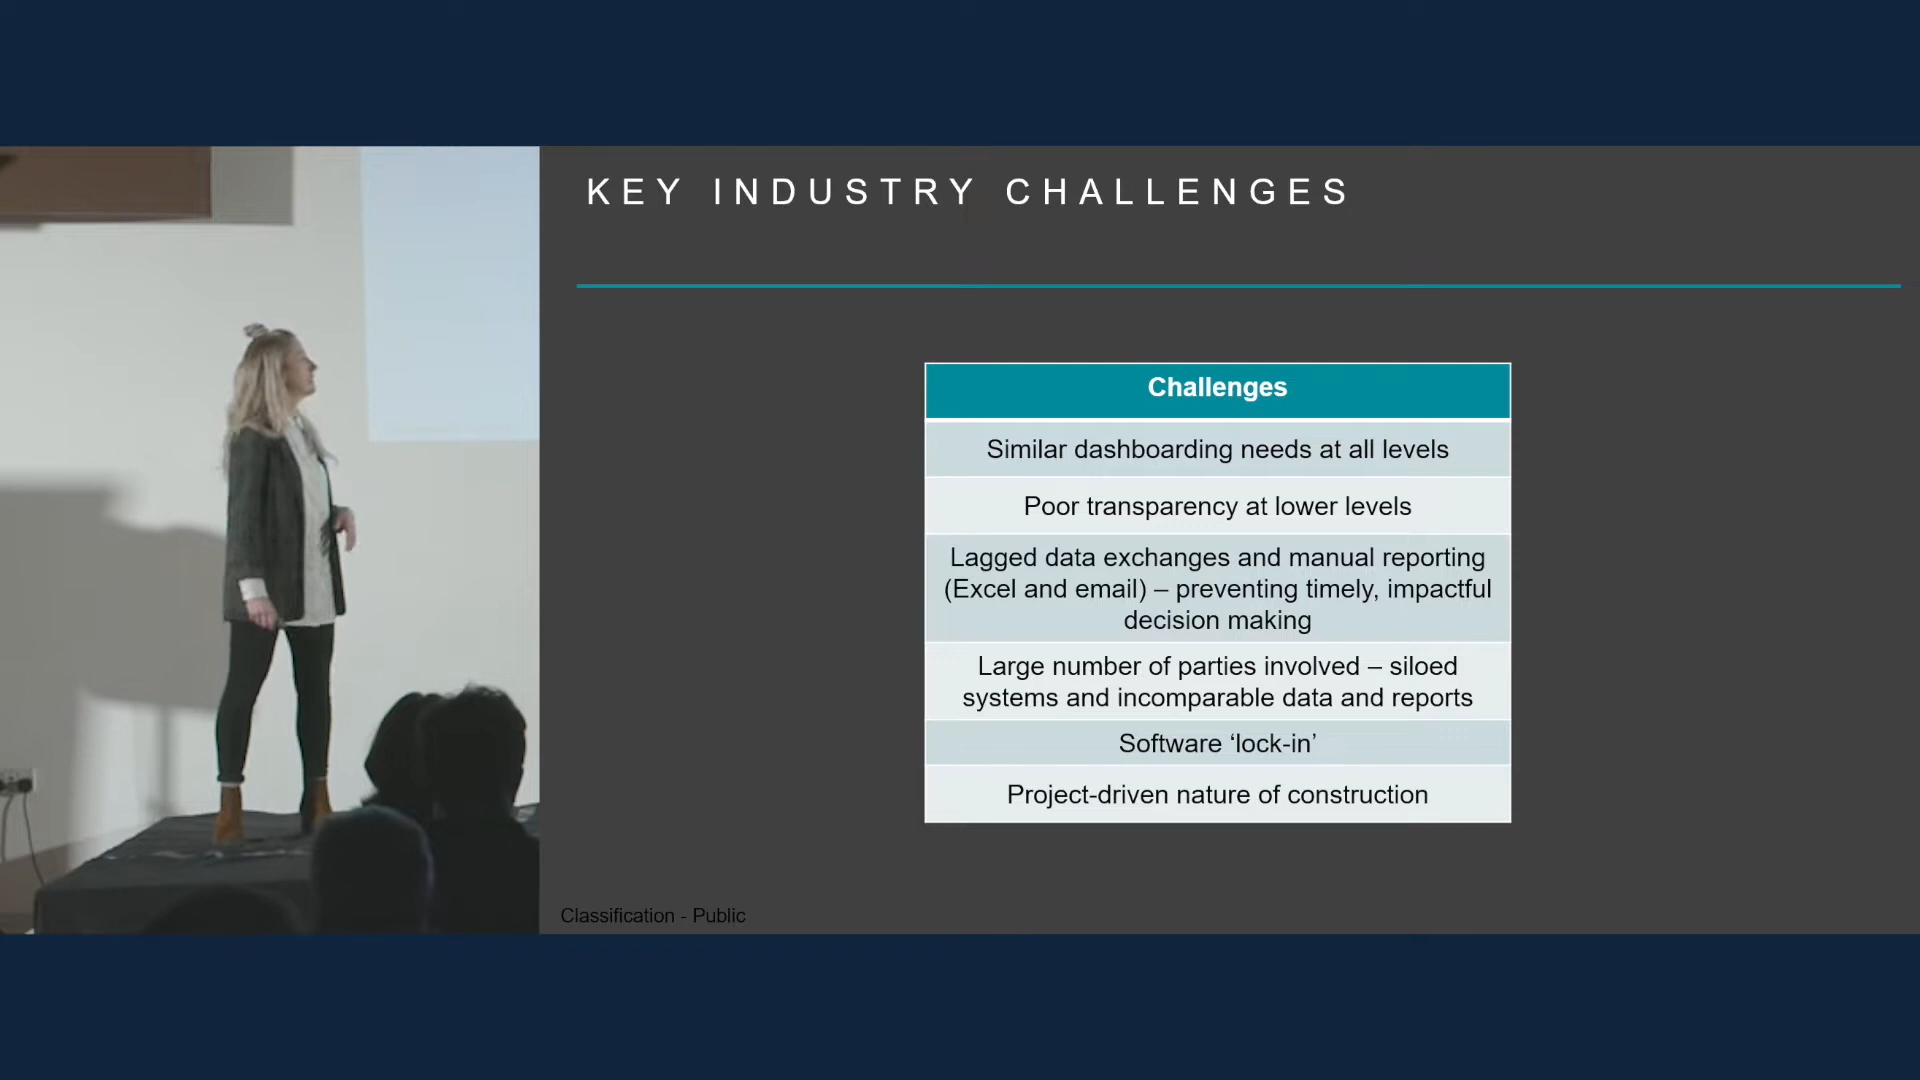 KEY INDUSTRY CHALLENGES
Challenges
Similar dashboarding needs at all levels
Poor transparency at lower levels
Lagged data exchanges and manual reporting
(Excel and email) – preventing timely, impactful
decision making
Large number of parties involved – siloed
systems and incomparable data and reports
Software ‘lock-in’
Project-driven nature of construction
Classification - Public